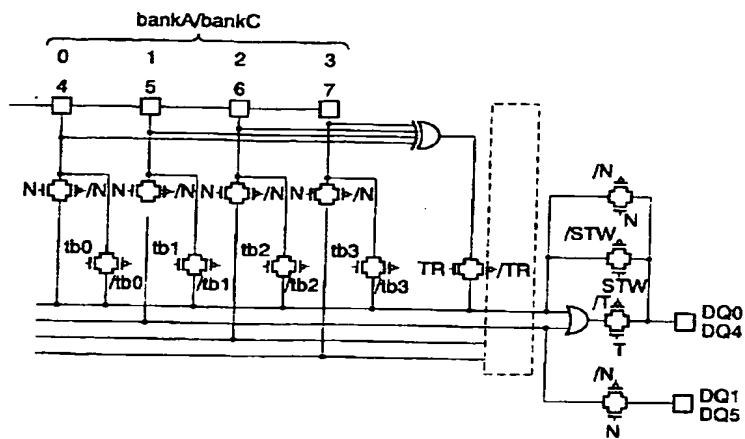 bankA/bankC
0 1 2 3
4 5 6 7
N /N N /N N /N N /N
/N
N
tb0 tb1 tb2 tb3
/tb0 /tb1 /tb2 /tb3
TR /TR
/STW
STW
/T
T
DQ0
DQ4
/N
N
DQ1
DQ5